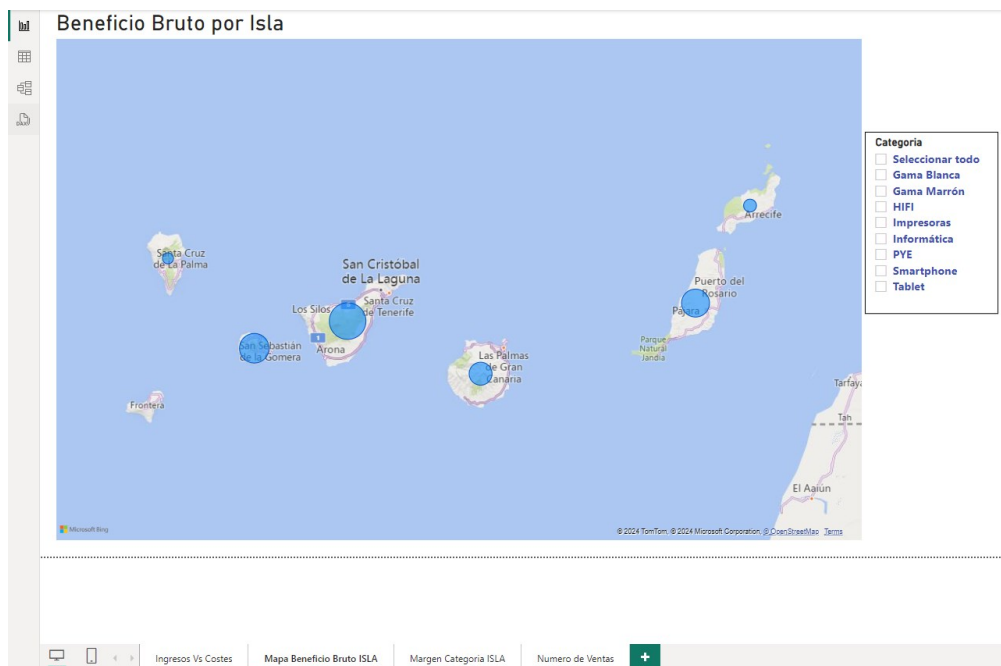 Beneficio Bruto por Isla
DAX
Arrecife
Santa Cruz
de La Palma
San Cristóbal
de La Laguna
Puerto del
Rosario
Los Silos
Santa Cruz
de Tenerife
Pájara
San Sebastián
de la Gomera
Arona
Parque
Natural
Jandía
Las Palmas
de Gran
Canaria
Frontera
Tarfaya
Tah
El Aaiún
Microsoft Bing
© 2024 TomTom, © 2024 Microsoft Corporation, © OpenStreetMap Terms
Categoria
Seleccionar todo
Gama Blanca
Gama Marrón
HIFI
Impresoras
Informática
PYE
Smartphone
Tablet
Ingresos Vs Costes
Mapa Beneficio Bruto ISLA
Margen Categoria ISLA
Numero de Ventas
+